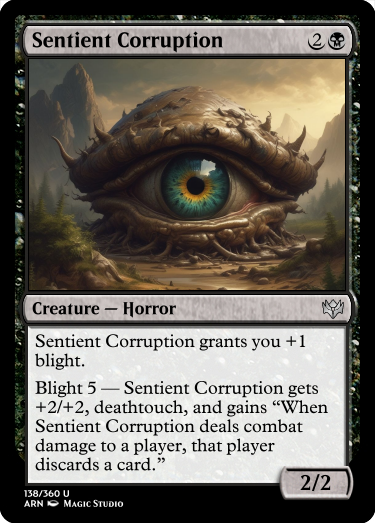 Sentient Corruption 2
Creature — Horror
Sentient Corruption grants you +1
blight.
Blight 5 — Sentient Corruption gets
+2/+2, deathtouch, and gains “When
Sentient Corruption deals combat
damage to a player, that player
discards a card.”
2/2
138/360 U
ARN Magic Studio